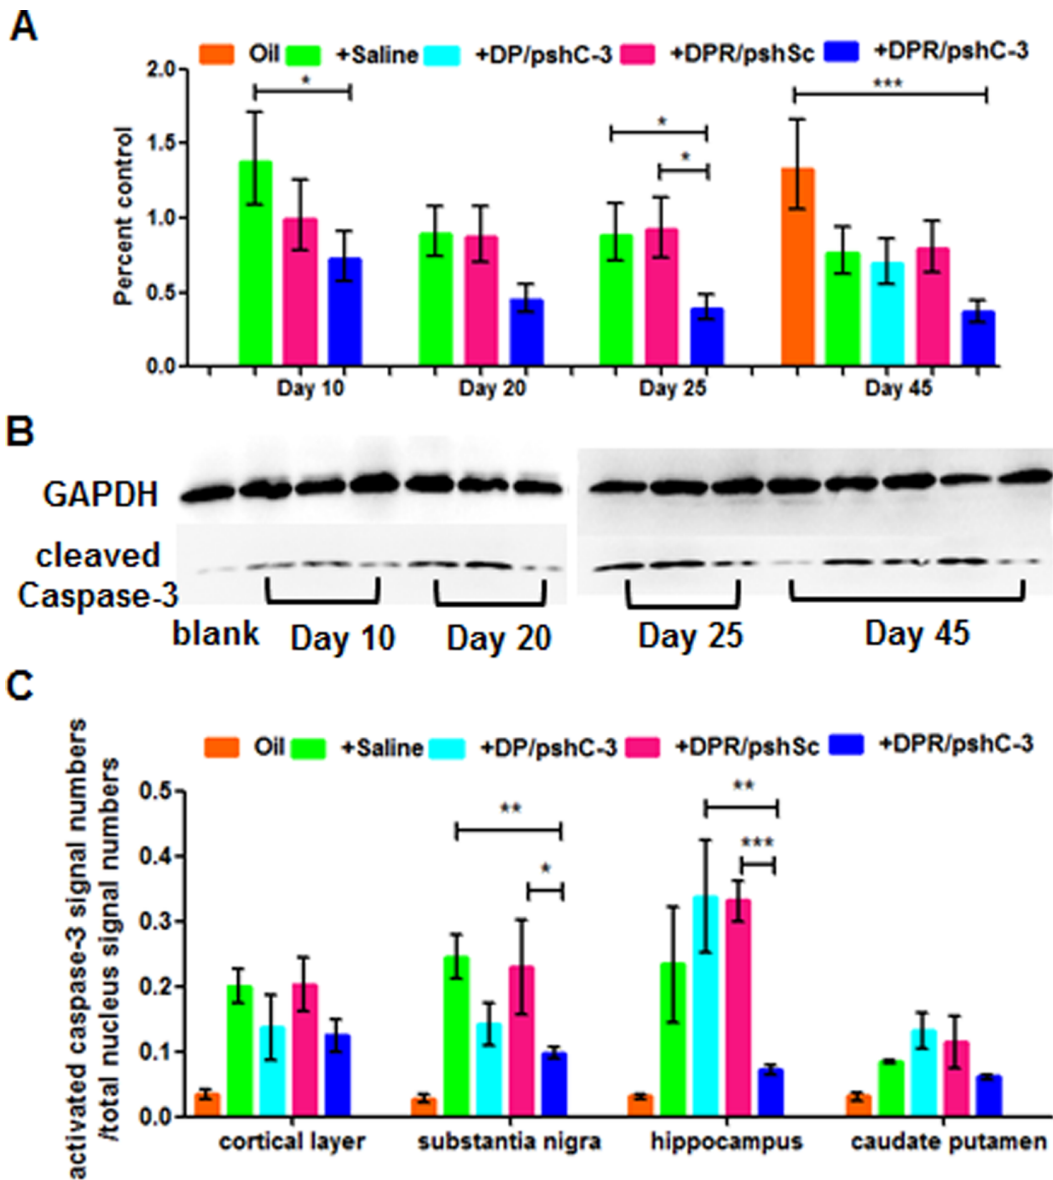 A
Oil +Saline +DP/pshC-3 +DPR/pshSc +DPR/pshC-3
Percent control
2.0
1.5
1.0
0.5
0.0
* * * ***
Day 10 Day 20 Day 25 Day 45
B
GAPDH
cleaved
Caspase-3
blank Day 10 Day 20 Day 25 Day 45
C
Oil +Saline +DP/pshC-3 +DPR/pshSc +DPR/pshC-3
activated caspase-3 signal numbers
/total nucleus signal numbers
0.5
0.4
0.3
0.2
0.1
0.0
** * ** ***
cortical layer substantia nigra hippocampus caudate putamen